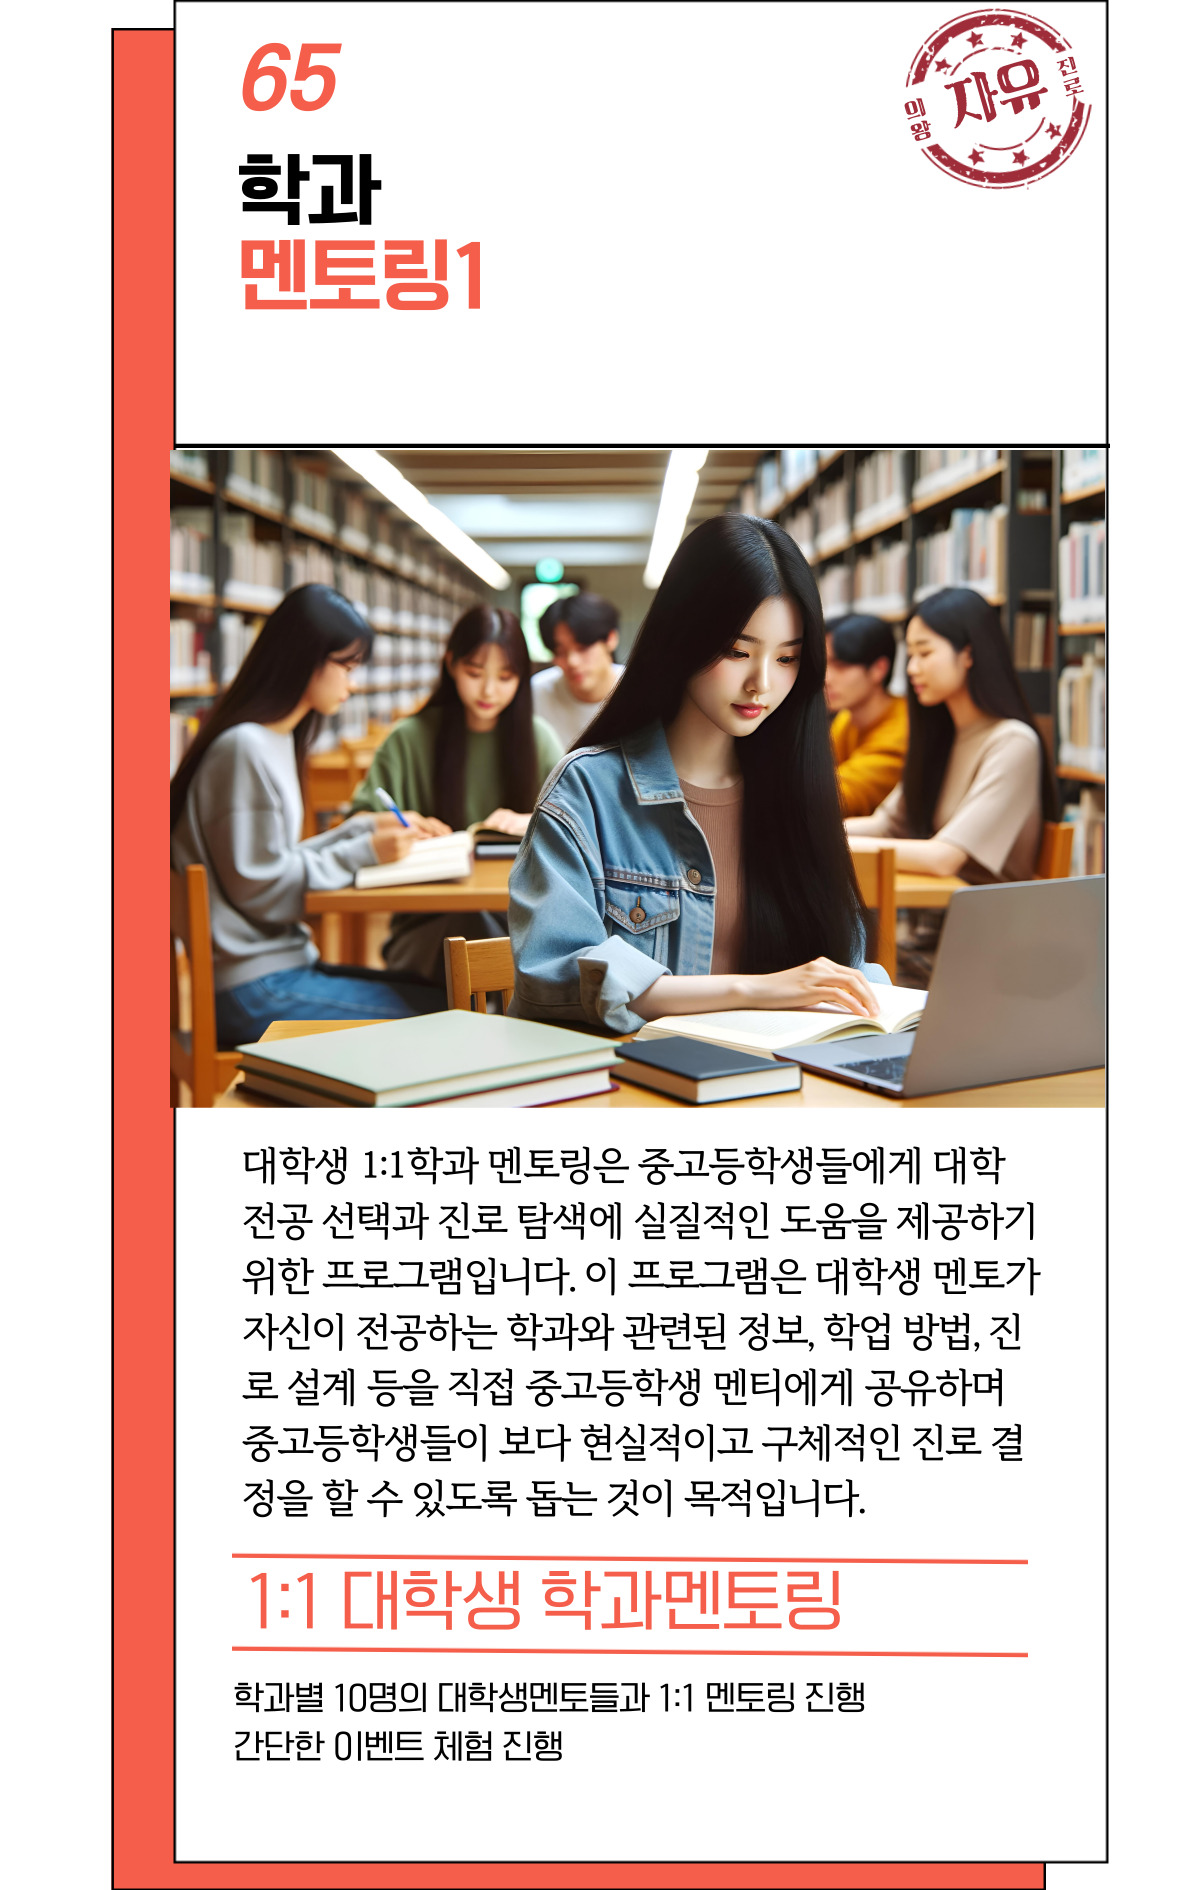 65
학과
멘토링1
의왕
자유
진로
대학생 1:1학과 멘토링은 중고등학생들에게 대학
전공 선택과 진로 탐색에 실질적인 도움을 제공하기
위한 프로그램입니다. 이 프로그램은 대학생 멘토가
자신이 전공하는 학과와 관련된 정보, 학업 방법, 진
로 설계 등을 직접 중고등학생 멘티에게 공유하며
중고등학생들이 보다 현실적이고 구체적인 진로 결
정을 할 수 있도록 돕는 것이 목적입니다.
1:1 대학생 학과멘토링
학과별 10명의 대학생멘토들과 1:1 멘토링 진행
간단한 이벤트 체험 진행